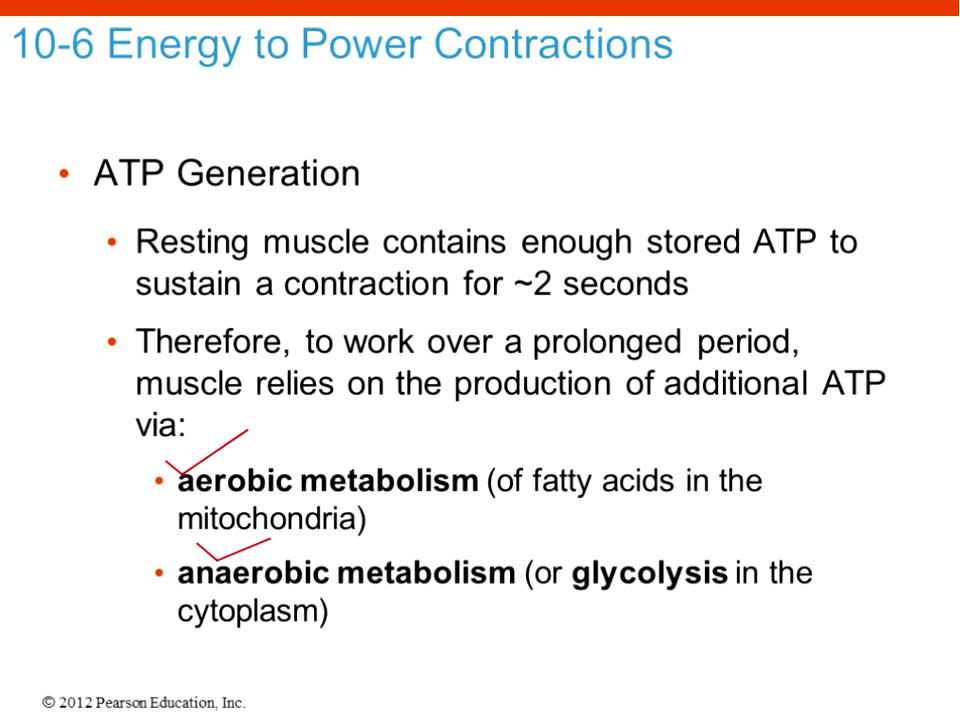 10-6 Energy to Power Contractions
• ATP Generation
• Resting muscle contains enough stored ATP to
sustain a contraction for ~2 seconds
• Therefore, to work over a prolonged period,
muscle relies on the production of additional ATP
via:
• aerobic metabolism (of fatty acids in the
mitochondria)
• anaerobic metabolism (or glycolysis in the
cytoplasm)
© 2012 Pearson Education, Inc.